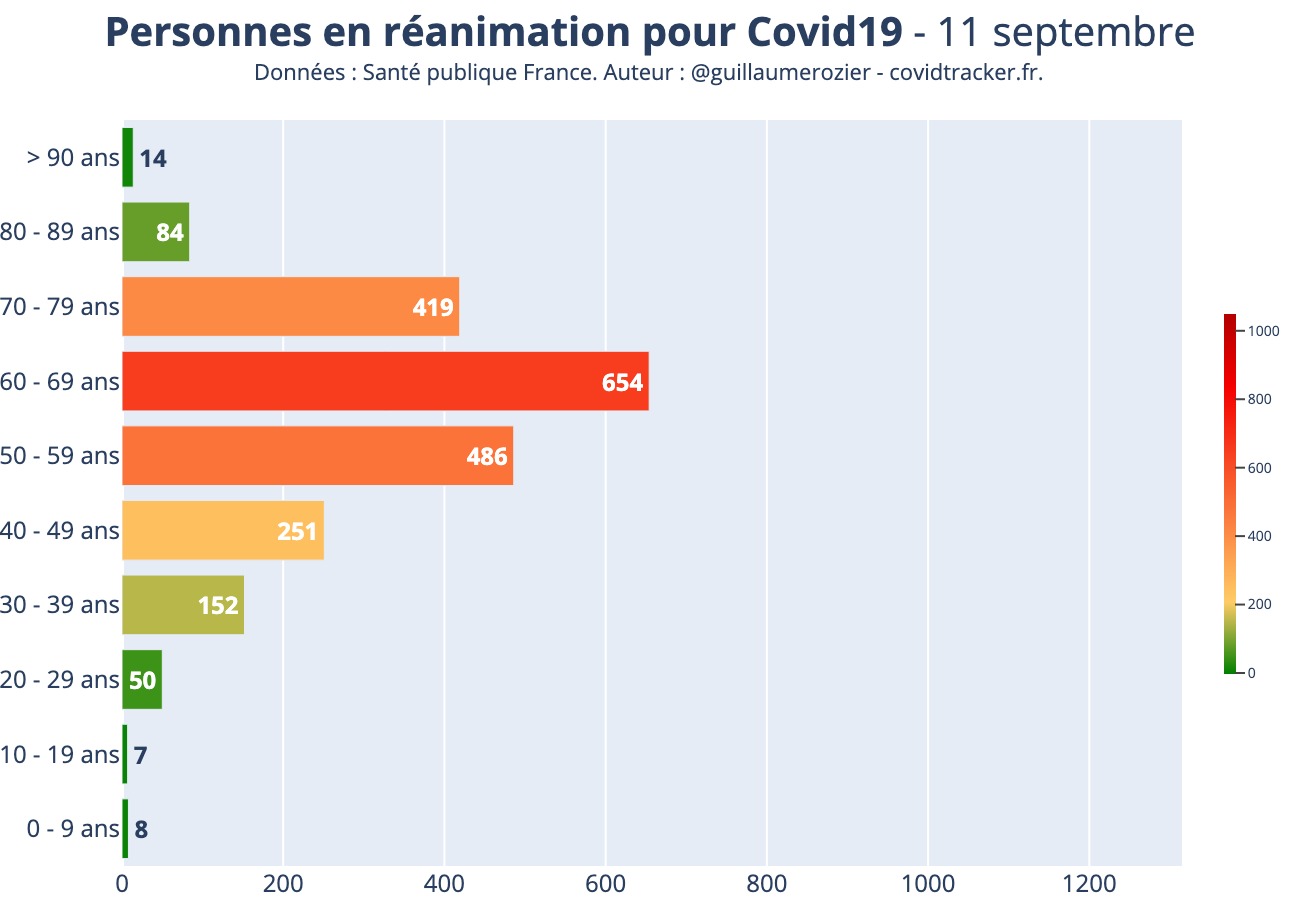 Personnes en réanimation pour Covid19 - 11 septembre
Données : Santé publique France. Auteur : @guillaumerozier - covidtracker.fr.
> 90 ans 14
80 - 89 ans 84
70 - 79 ans 419
60 - 69 ans 654
50 - 59 ans 486
40 - 49 ans 251
30 - 39 ans 152
20 - 29 ans 50
10 - 19 ans 7
0 - 9 ans 8
0 200 400 600 800 1000 1200
1000
800
600
400
200
0